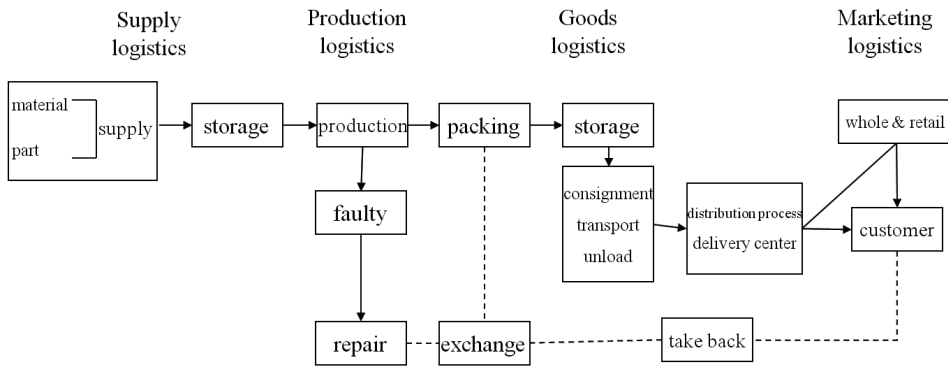 Supply
logistics
Production
logistics
Goods
logistics
Marketing
logistics
material
part
supply
storage
production
packing
storage
whole & retail
faulty
consignment
transport
unload
distribution process
delivery center
customer
repair
exchange
take back